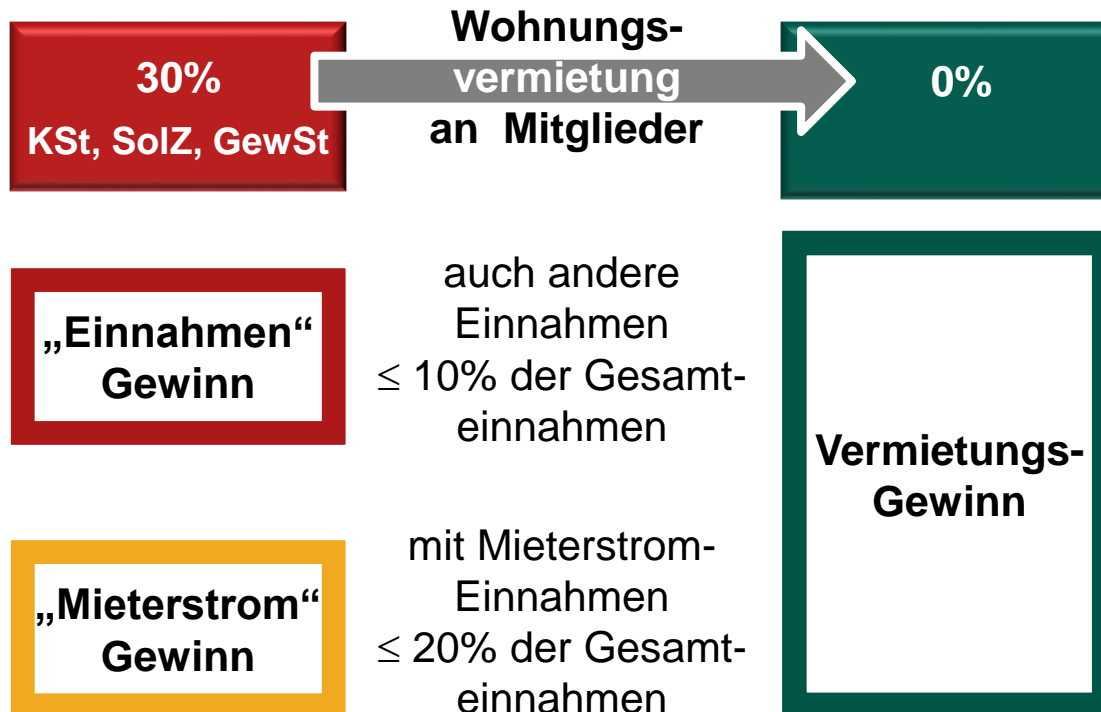 30%
KSt, SolZ, GewSt
Wohnungs-
vermietung
an Mitglieder
0%
„Einnahmen“
Gewinn
auch andere
Einnahmen
≤ 10% der Gesamt-
einnahmen
„Mieterstrom“
Gewinn
mit Mieterstrom-
Einnahmen
≤ 20% der Gesamt-
einnahmen
Vermietungs-
Gewinn